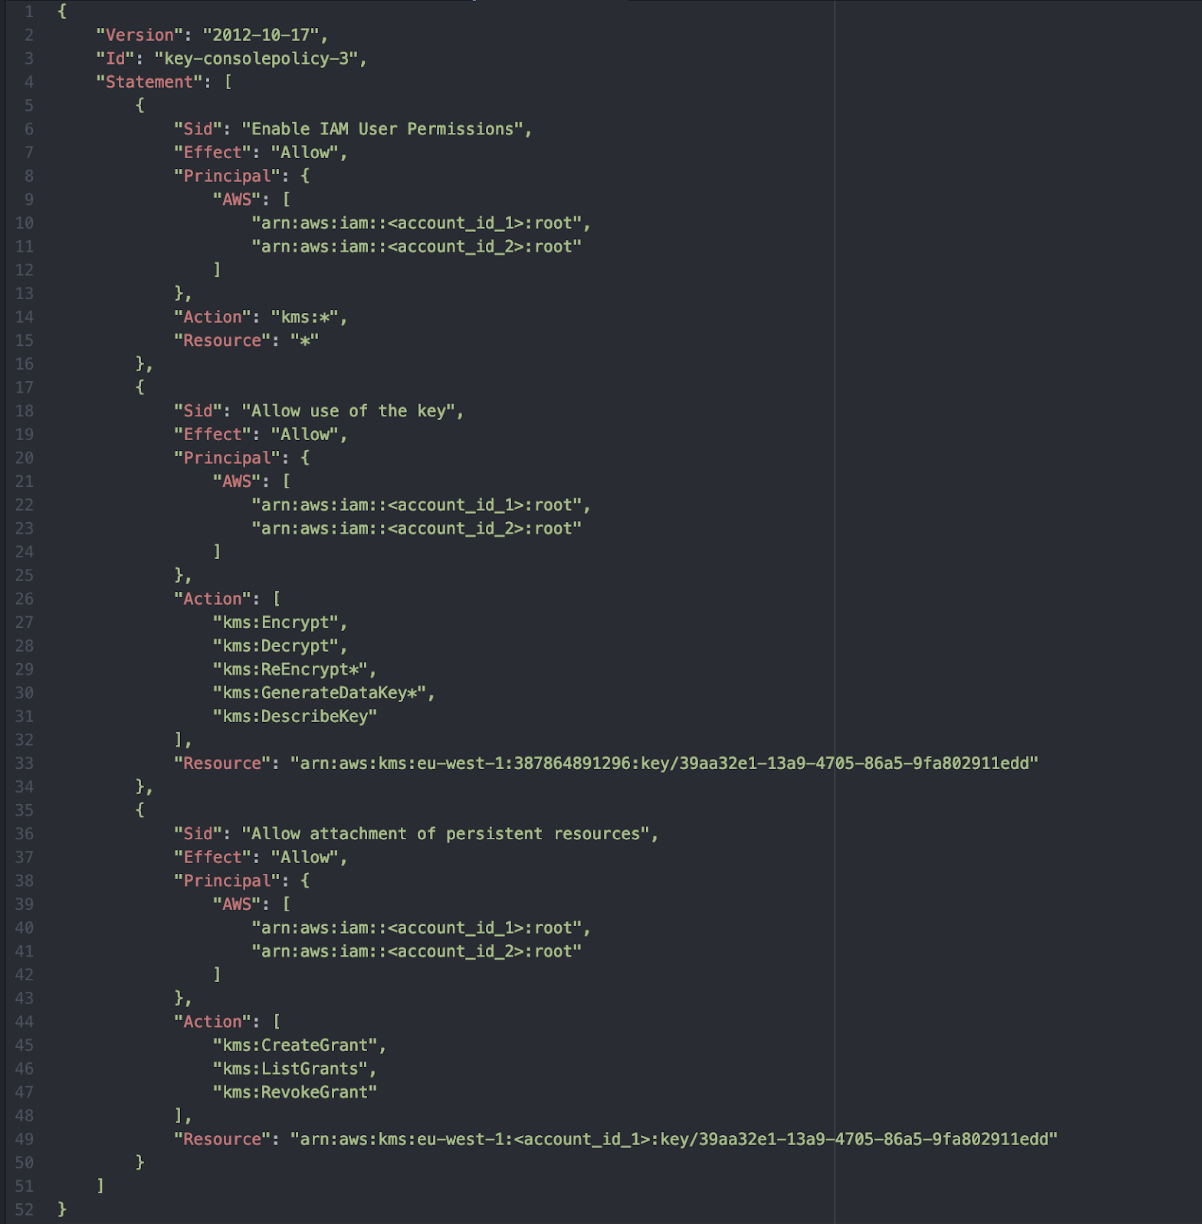 1 {
2 "Version": "2012-10-17",
3 "Id": "key-consolepolicy-3",
4 "Statement": [
5 {
6 "Sid": "Enable IAM User Permissions",
7 "Effect": "Allow",
8 "Principal": {
9 "AWS": [
10 "arn:aws:iam::<account_id_1>:root",
11 "arn:aws:iam::<account_id_2>:root"
12 ]
13 },
14 "Action": "kms:*",
15 "Resource": "*"
16 },
17 {
18 "Sid": "Allow use of the key",
19 "Effect": "Allow",
20 "Principal": {
21 "AWS": [
22 "arn:aws:iam::<account_id_1>:root",
23 "arn:aws:iam::<account_id_2>:root"
24 ]
25 },
26 "Action": [
27 "kms:Encrypt",
28 "kms:Decrypt",
29 "kms:ReEncrypt*",
30 "kms:GenerateDataKey*",
31 "kms:DescribeKey"
32 ],
33 "Resource": "arn:aws:kms:eu-west-1:387864891296:key/39aa32e1-13a9-4705-86a5-9fa802911edd"
34 },
35 {
36 "Sid": "Allow attachment of persistent resources",
37 "Effect": "Allow",
38 "Principal": {
39 "AWS": [
40 "arn:aws:iam::<account_id_1>:root",
41 "arn:aws:iam::<account_id_2>:root"
42 ]
43 },
44 "Action": [
45 "kms:CreateGrant",
46 "kms:ListGrants",
47 "kms:RevokeGrant"
48 ],
49 "Resource": "arn:aws:kms:eu-west-1:<account_id_1>:key/39aa32e1-13a9-4705-86a5-9fa802911edd"
50 }
51 ]
52 }